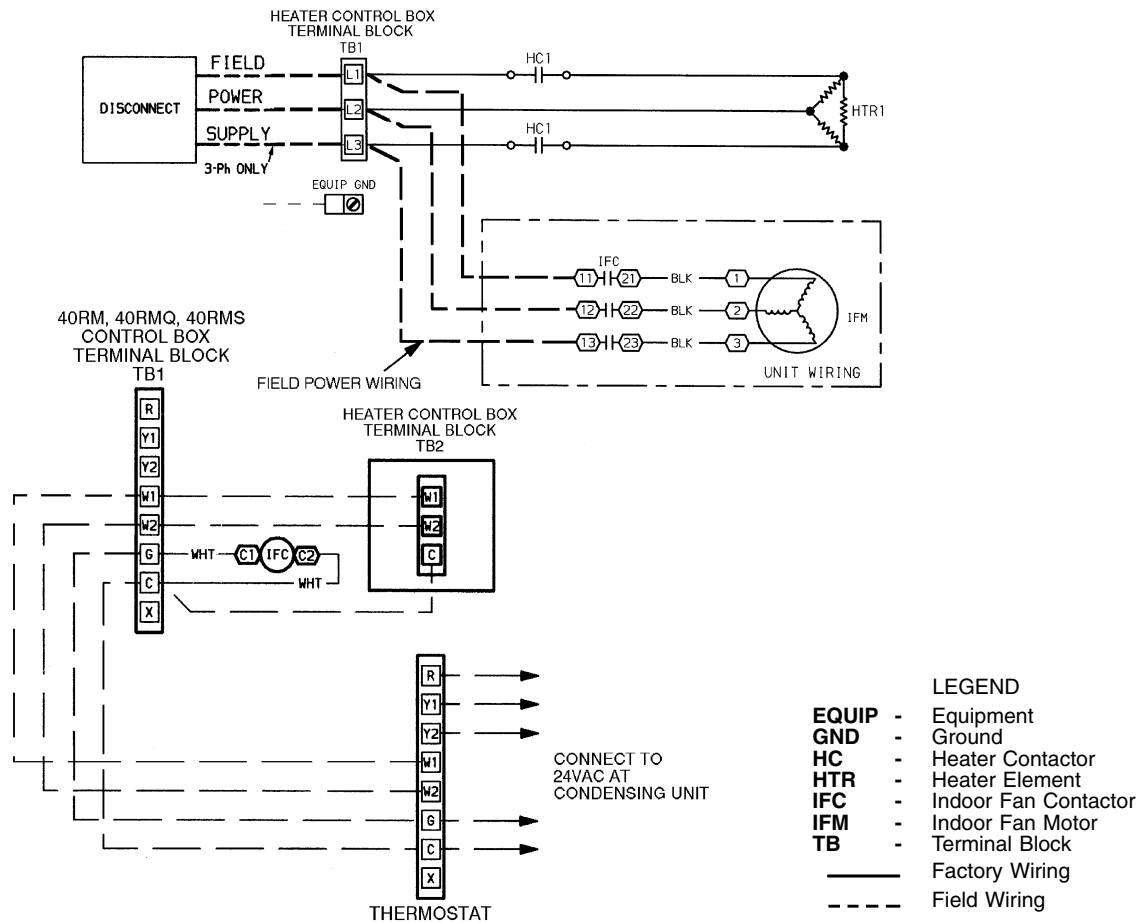 HEATER CONTROL BOX
TERMINAL BLOCK
TB1
FIELD
POWER
SUPPLY
3-Ph ONLY
DISCONNECT
L1
L2
L3
HC1
HC1
HTR1
EQUIP GND
IFC
11
21
BLK
1
12
22
BLK
2
IFM
13
23
BLK
3
UNIT WIRING
FIELD POWER WIRING
40RM, 40RMQ, 40RMS
CONTROL BOX
TERMINAL BLOCK
TB1
R
Y1
Y2
W1
W2
G
C
X
WHT
C1
IFC
C2
WHT
HEATER CONTROL BOX
TERMINAL BLOCK
TB2
W1
W2
C
R
Y1
Y2
W1
W2
G
C
X
THERMOSTAT
CONNECT TO
24VAC AT
CONDENSING UNIT
LEGEND
EQUIP - Equipment
GND - Ground
HC - Heater Contactor
HTR - Heater Element
IFC - Indoor Fan Contactor
IFM - Indoor Fan Motor
TB - Terminal Block
Factory Wiring
Field Wiring